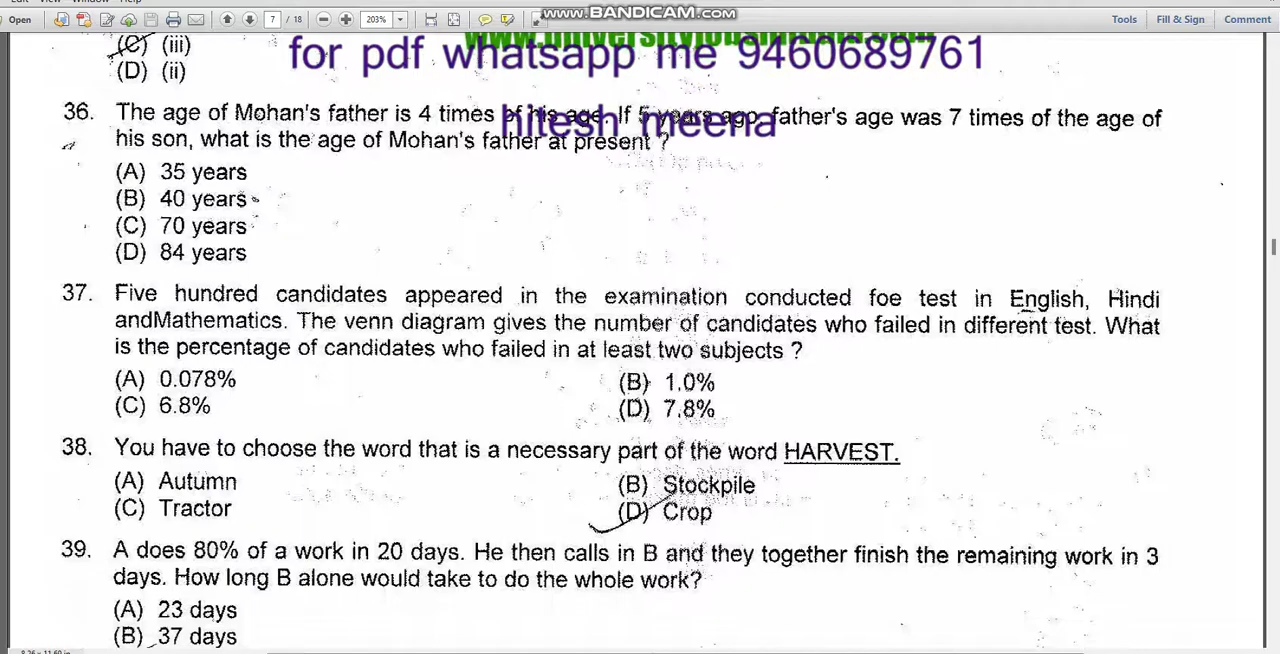 Window Help
Open
7 / 18
203%
Tools
Fill & Sign
Comment
www.BANDICAM.com
(C) (iii)
(D) (ii)
for pdf whatsapp me 9460689761
hitesh meena
36. The age of Mohan's father is 4 times of his age. If 5 years ago, father's age was 7 times of the age of
his son, what is the age of Mohan's father at present ?
(A) 35 years
(B) 40 years
(C) 70 years
(D) 84 years
37. Five hundred candidates appeared in the examination conducted foe test in English, Hindi
andMathematics. The venn diagram gives the number of candidates who failed in different test. What
is the percentage of candidates who failed in at least two subjects ?
(A) 0.078% (B) 1.0%
(C) 6.8% (D) 7.8%
38. You have to choose the word that is a necessary part of the word HARVEST.
(A) Autumn (B) Stockpile
(C) Tractor (D) Crop
39. A does 80% of a work in 20 days. He then calls in B and they together finish the remaining work in 3
days. How long B alone would take to do the whole work?
(A) 23 days
(B) 37 days